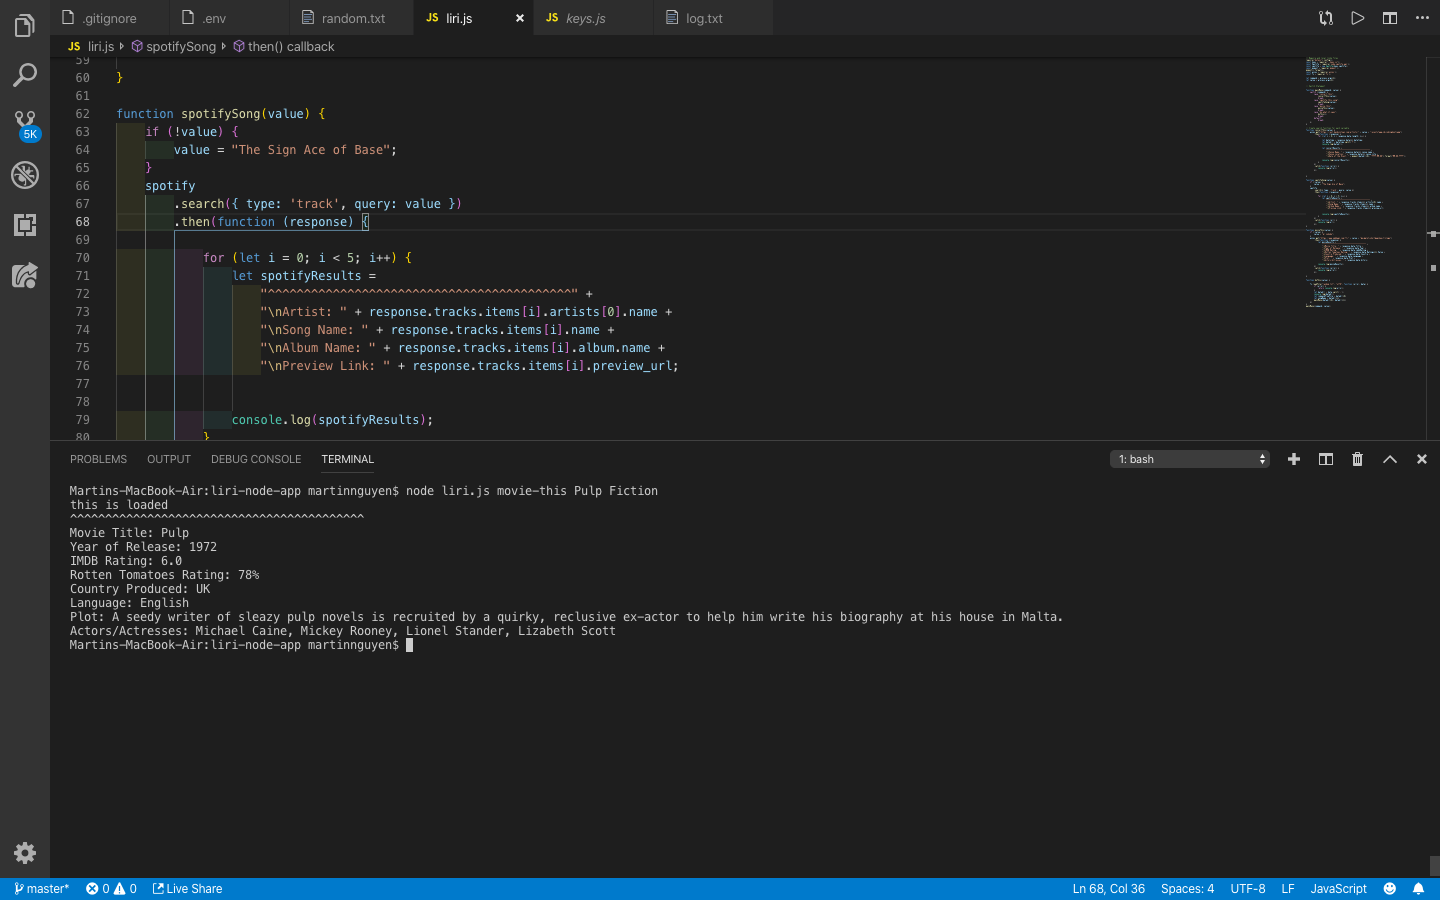 .gitignore
.env
random.txt
JS liri.js ×
JS keys.js
log.txt
JS liri.js spotifySong then() callback
59
60 }
61
62 function spotifySong(value) {
63 if (!value) {
64 value = "The Sign Ace of Base";
65 }
66 spotify
67 .search({ type: 'track', query: value })
68 .then(function (response) {
69
70 for (let i = 0; i < 5; i++) {
71 let spotifyResults =
72 "^^^^^^^^^^^^^^^^^^^^^^^^^^^^^^^^^^^^^^^^^^" +
73 "\nArtist: " + response.tracks.items[i].artists[0].name +
74 "\nSong Name: " + response.tracks.items[i].name +
75 "\nAlbum Name: " + response.tracks.items[i].album.name +
76 "\nPreview Link: " + response.tracks.items[i].preview_url;
77
78
79 console.log(spotifyResults);
80 }
5K
PROBLEMS OUTPUT DEBUG CONSOLE TERMINAL
1: bash
Martins-MacBook-Air:liri-node-app martinnguyen$ node liri.js movie-this Pulp Fiction
this is loaded
^^^^^^^^^^^^^^^^^^^^^^^^^^^^^^^^^^^^^^^^^^
Movie Title: Pulp
Year of Release: 1972
IMDB Rating: 6.0
Rotten Tomatoes Rating: 78%
Country Produced: UK
Language: English
Plot: A seedy writer of sleazy pulp novels is recruited by a quirky, reclusive ex-actor to help him write his biography at his house in Malta.
Actors/Actresses: Michael Caine, Mickey Rooney, Lionel Stander, Lizabeth Scott
Martins-MacBook-Air:liri-node-app martinnguyen$
master* 0 0 Live Share
Ln 68, Col 36 Spaces: 4 UTF-8 LF JavaScript